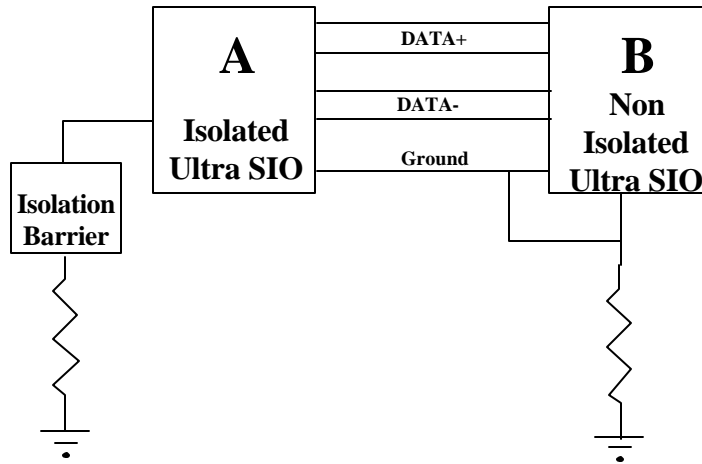 A
Isolated
Ultra SIO
DATA+
DATA-
Ground
B
Non
Isolated
Ultra SIO
Isolation
Barrier